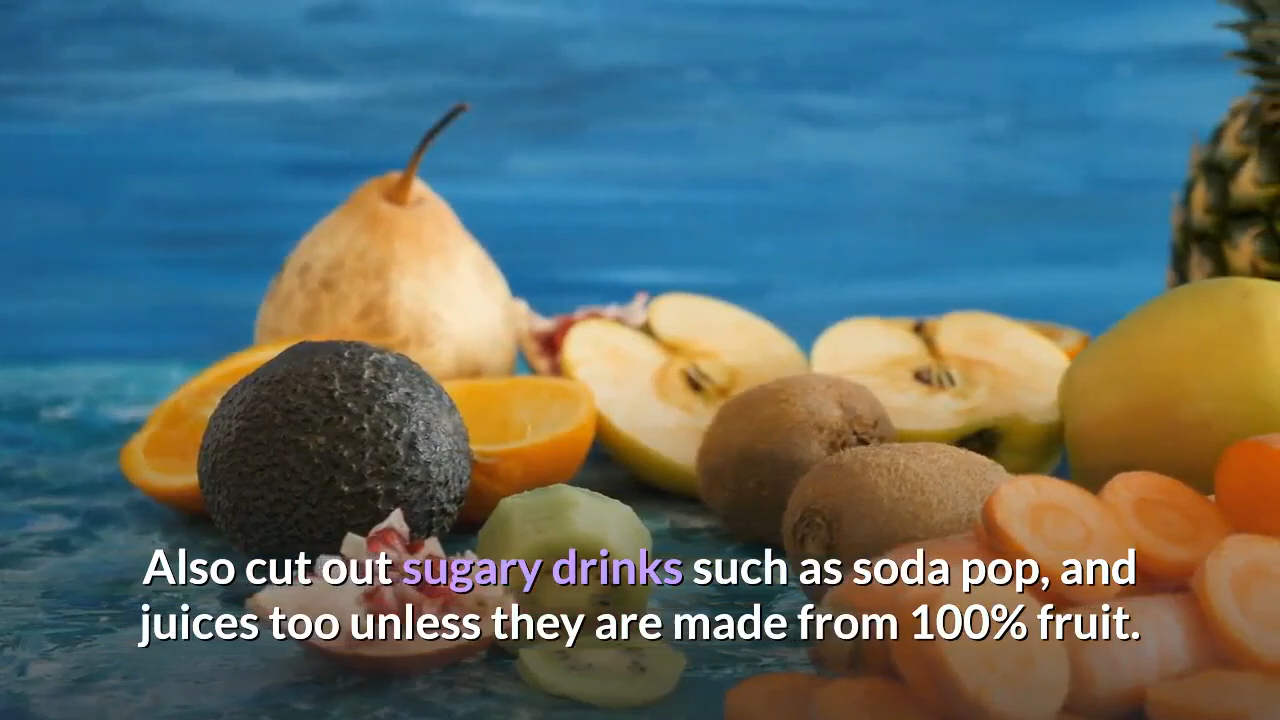 Also cut out sugary drinks such as soda pop, and
juices too unless they are made from 100% fruit.